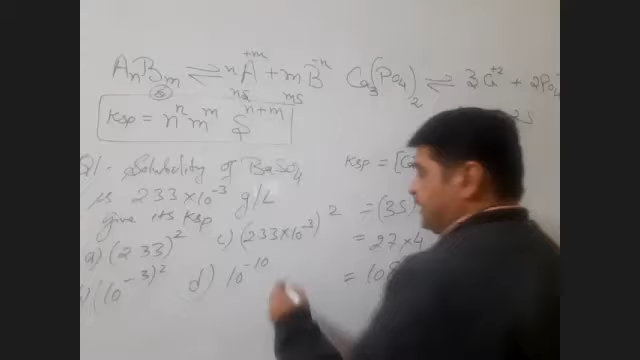 AnBm ⇌ nA+m + mB-n
nS mS
Ksp = n^n m^m S^n+m
Q/- Solubility of BaSO4
is 233×10^-3 g/L
give its Ksp
a) (233)^2 c) (233×10^-3)^2
(10^-3)^2 d) 10^-10
Ca3(PO4)2 ⇌ 3Ca+2 + 2PO4
2S
Ksp = [Ca
= (3S)
= 27×4
= 108